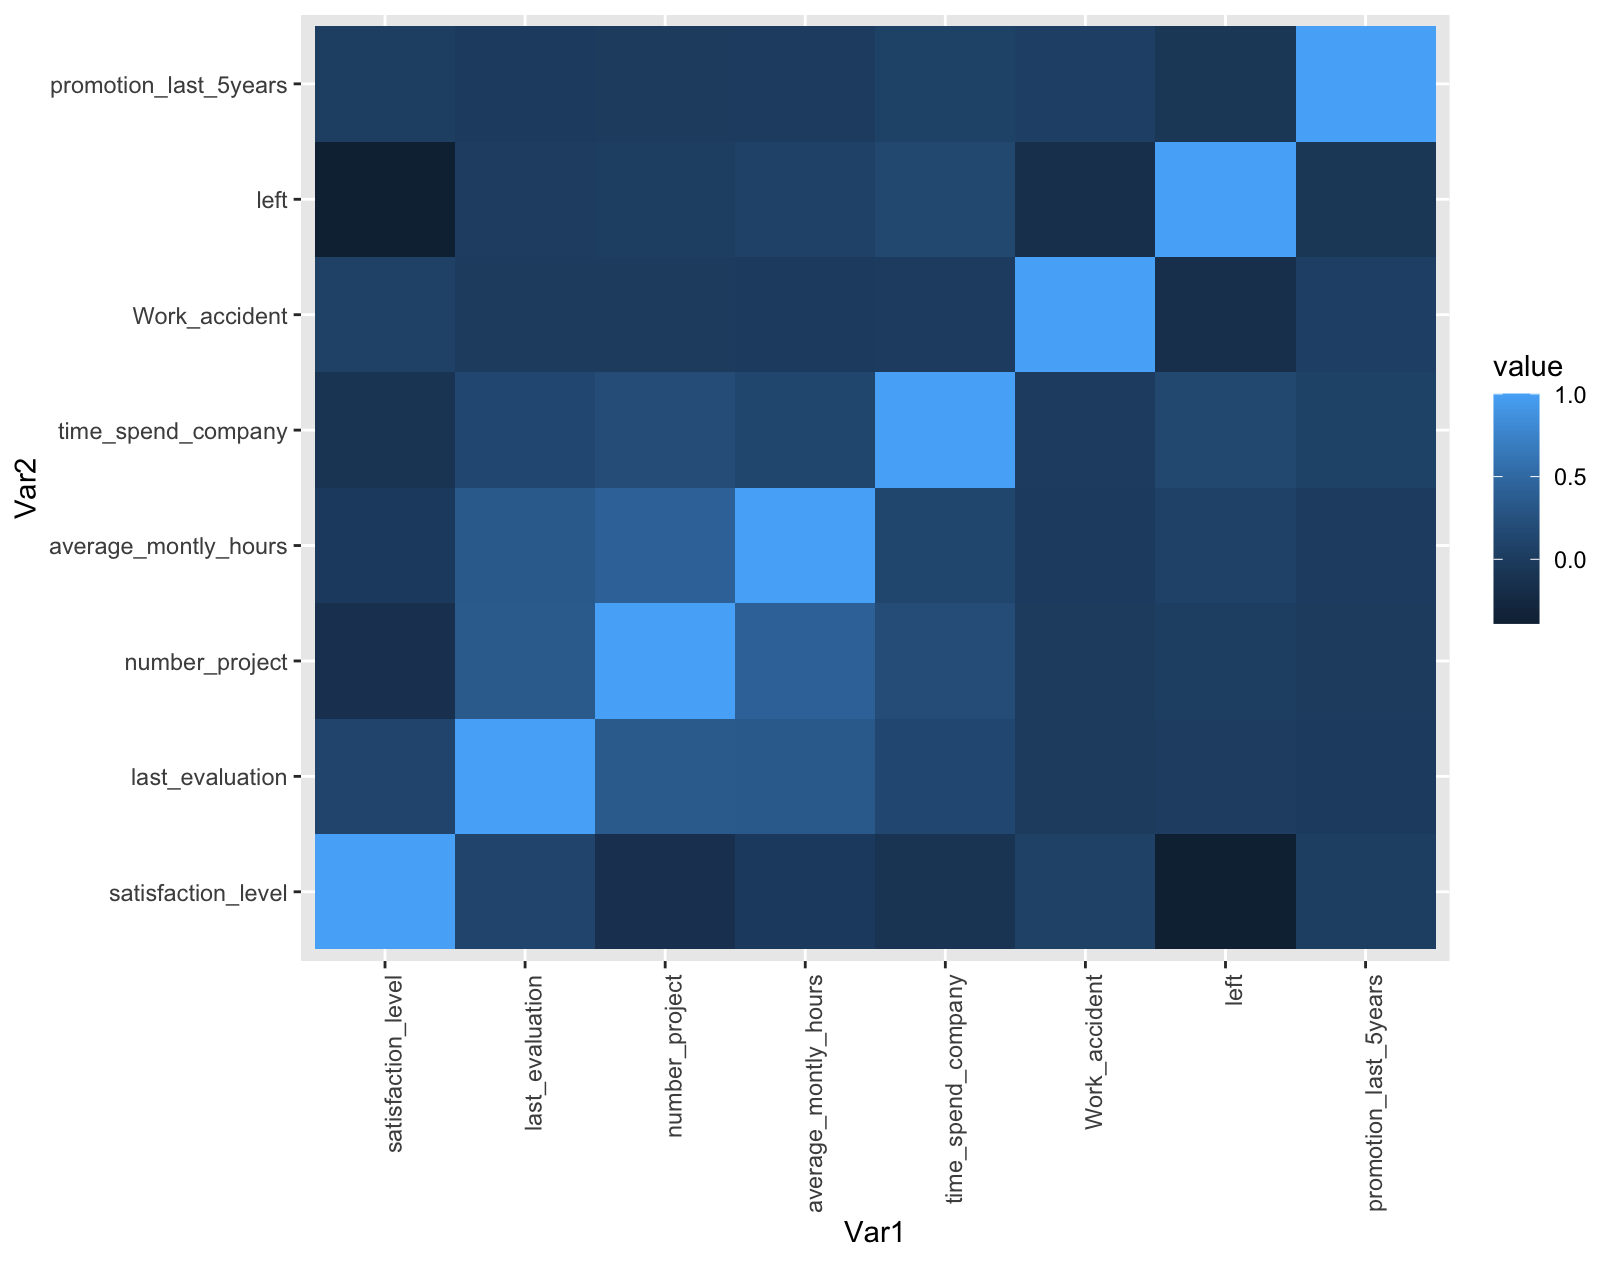 Var2
promotion_last_5years
left
Work_accident
time_spend_company
average_montly_hours
number_project
last_evaluation
satisfaction_level
satisfaction_level
last_evaluation
number_project
average_montly_hours
time_spend_company
Work_accident
left
promotion_last_5years
Var1
value
1.0
0.5
0.0